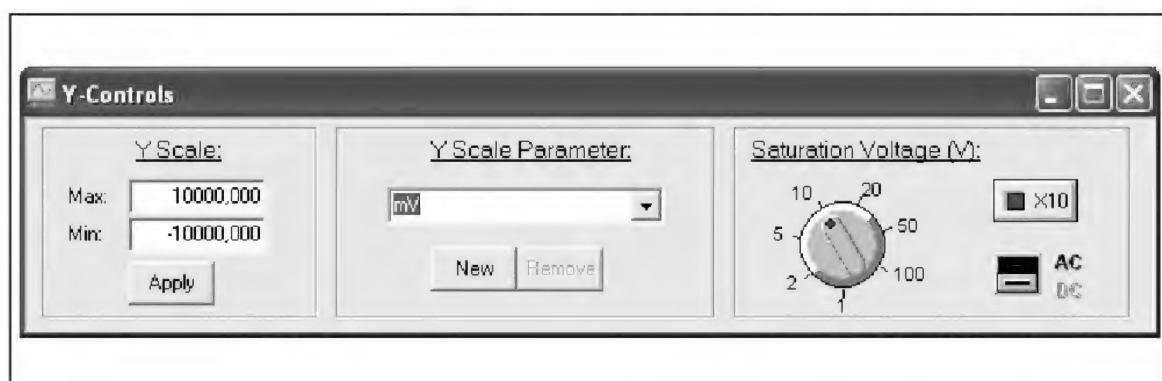 Y-Controls
Y Scale:
Max: 10000,000
Min: -10000,000
Apply
Y Scale Parameter:
mV
New Remove
Saturation Voltage (V):
10 20
5 50
2 100
1
X10
AC
DC